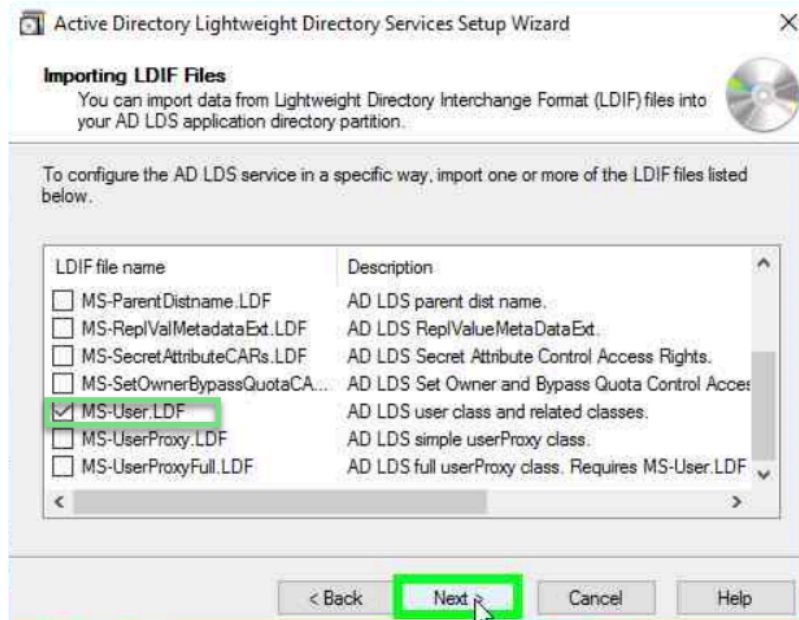 Active Directory Lightweight Directory Services Setup Wizard
Importing LDIF Files
You can import data from Lightweight Directory Interchange Format (LDIF) files into
your AD LDS application directory partition.
To configure the AD LDS service in a specific way, import one or more of the LDIF files listed
below.
LDIF file name Description
MS-ParentDistname.LDF AD LDS parent dist name.
MS-ReplValMetadataExt.LDF AD LDS ReplValueMetaDataExt.
MS-SecretAttributeCARs.LDF AD LDS Secret Attribute Control Access Rights.
MS-SetOwnerBypassQuotaCA... AD LDS Set Owner and Bypass Quota Control Acces
MS-User.LDF AD LDS user class and related classes.
MS-UserProxy.LDF AD LDS simple userProxy class.
MS-UserProxyFull.LDF AD LDS full userProxy class. Requires MS-User.LDF
< Back Next > Cancel Help